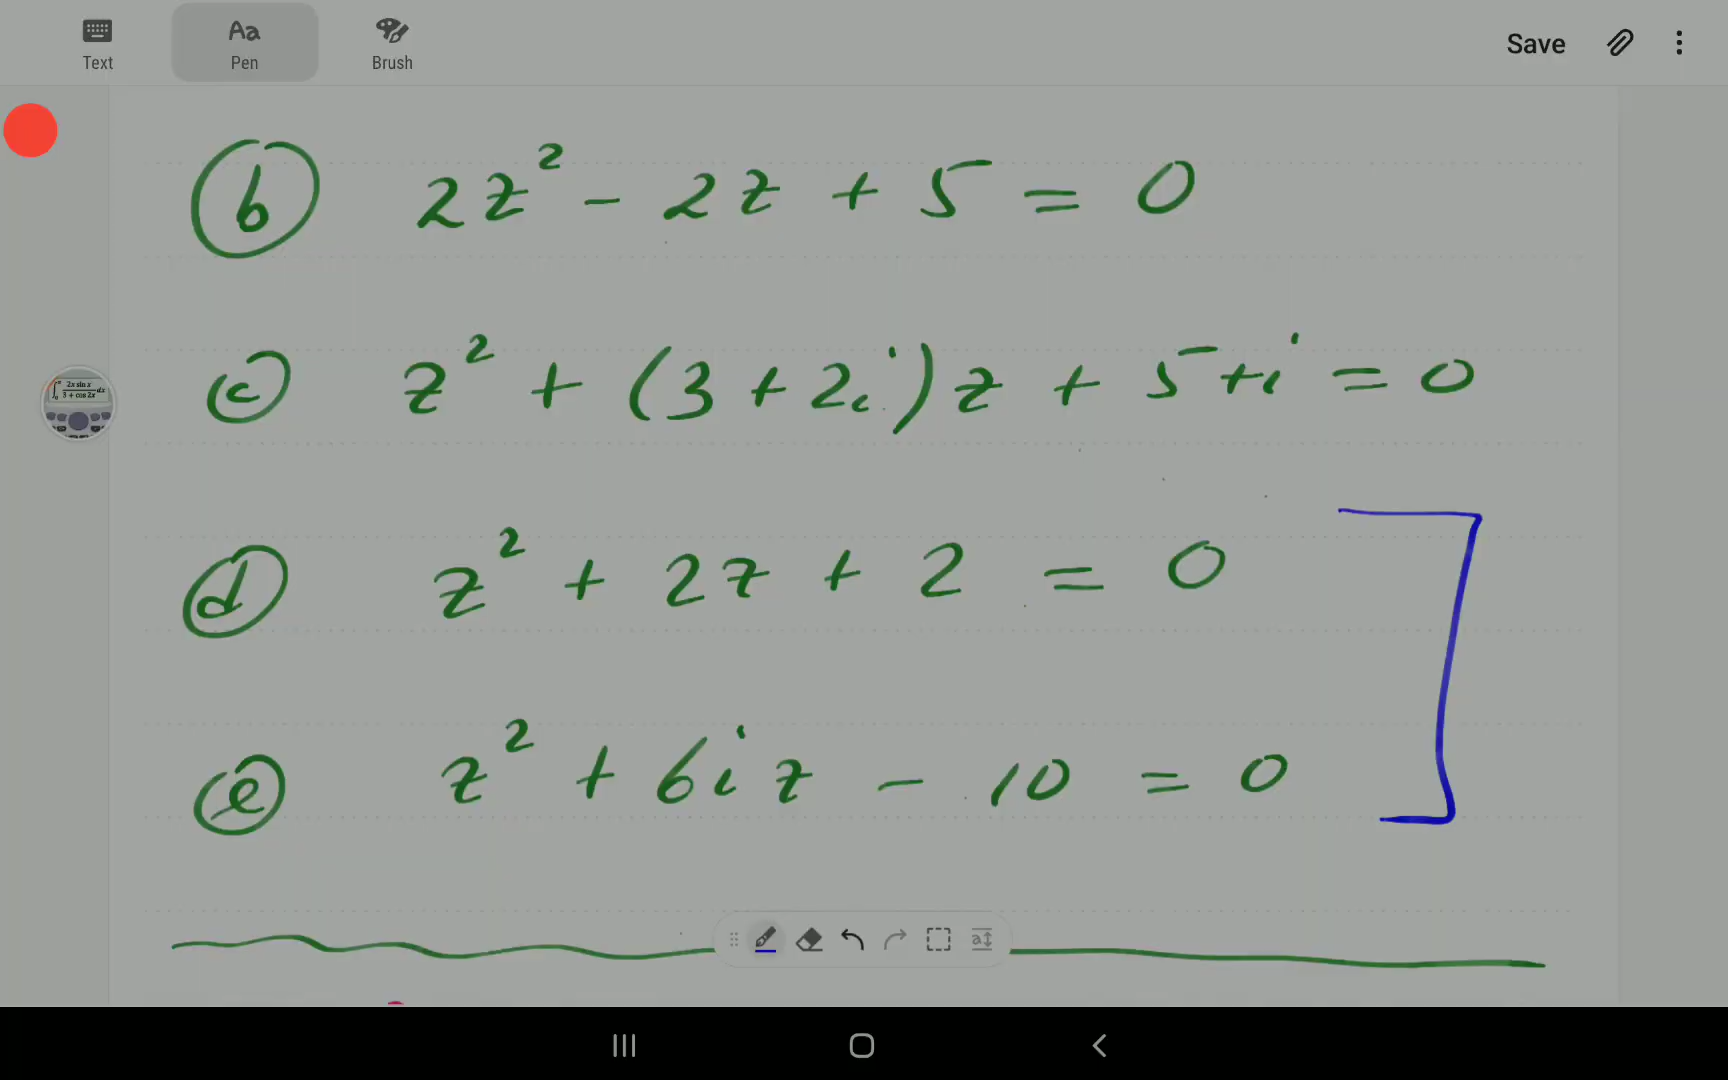 Text Pen Brush Save
b 2z² - 2z + 5 = 0
c z² + (3 + 2i)z + 5+i = 0
d z² + 2z + 2 = 0
e z² + 6iz - 10 = 0